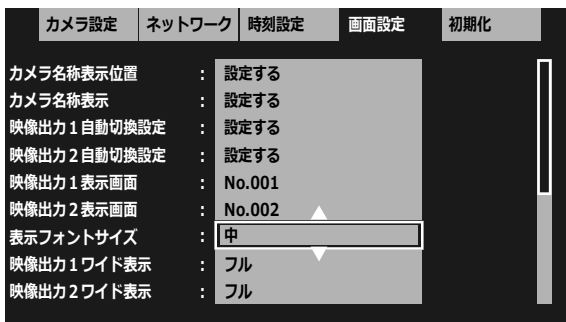 カメラ設定 ネットワーク 時刻設定 画面設定 初期化
カメラ名称表示位置 : 設定する
カメラ名称表示 : 設定する
映像出力1自動切換設定 : 設定する
映像出力2自動切換設定 : 設定する
映像出力1表示画面 : No.001
映像出力2表示画面 : No.002
表示フォントサイズ : 中
映像出力1ワイド表示 : フル
映像出力2ワイド表示 : フル